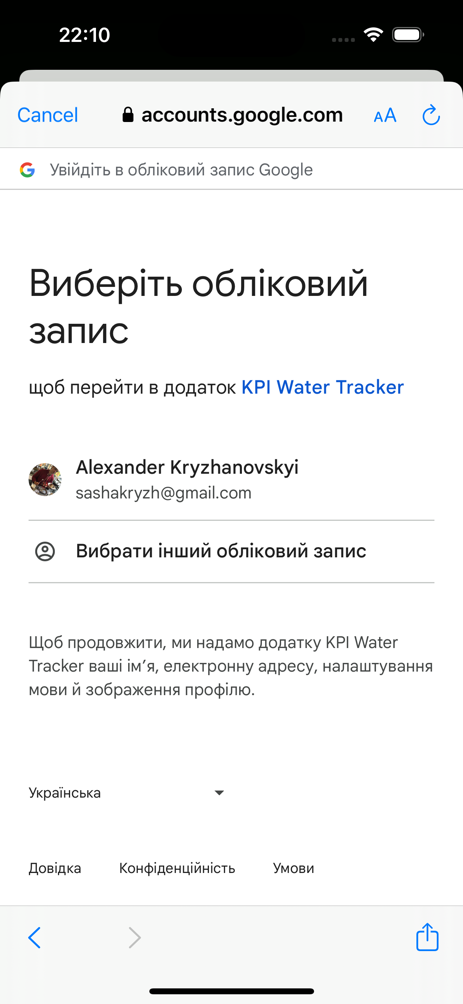 22:10
Cancel
accounts.google.com
AA
Увійдіть в обліковий запис Google
Виберіть обліковий
запис
щоб перейти в додаток KPI Water Tracker
Alexander Kryzhanovskyi
sashakryzh@gmail.com
Вибрати інший обліковий запис
Щоб продовжити, ми надамо додатку KPI Water
Tracker ваші ім’я, електронну адресу, налаштування
мови й зображення профілю.
Українська
Довідка
Конфіденційність
Умови